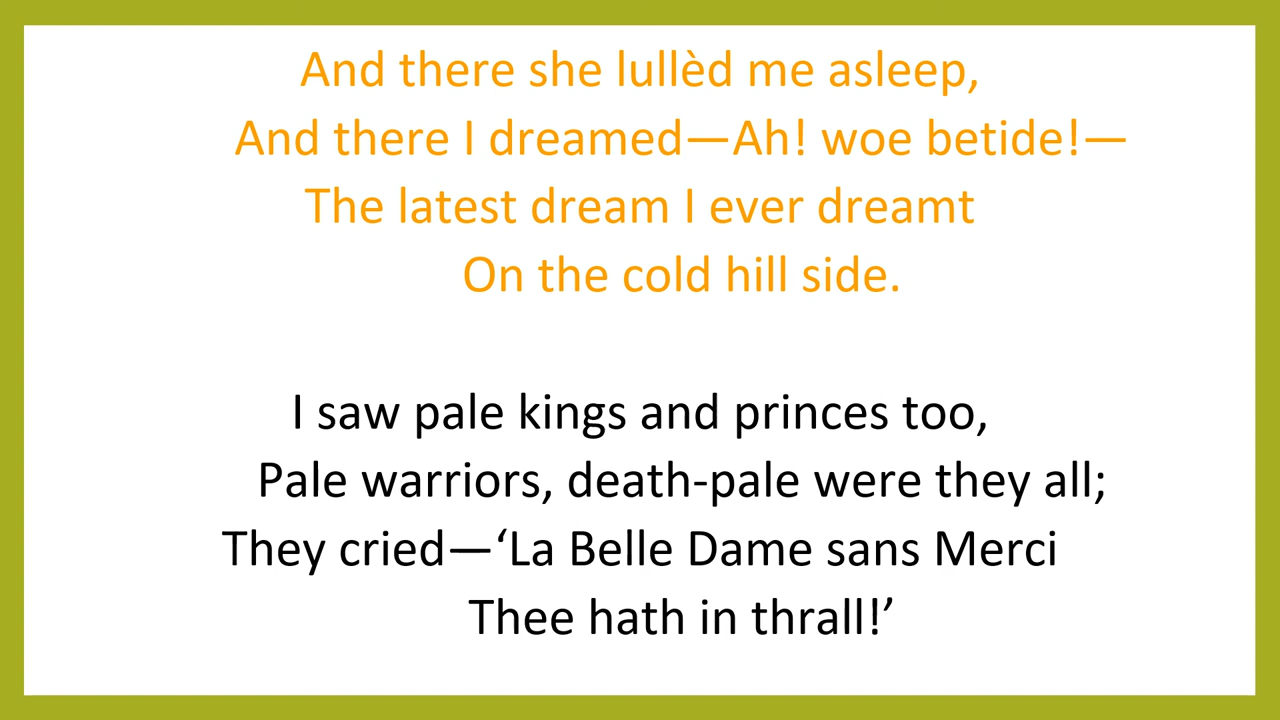 And there she lullèd me asleep,
And there I dreamed—Ah! woe betide!—
The latest dream I ever dreamt
On the cold hill side.
I saw pale kings and princes too,
Pale warriors, death-pale were they all;
They cried—‘La Belle Dame sans Merci
Thee hath in thrall!’